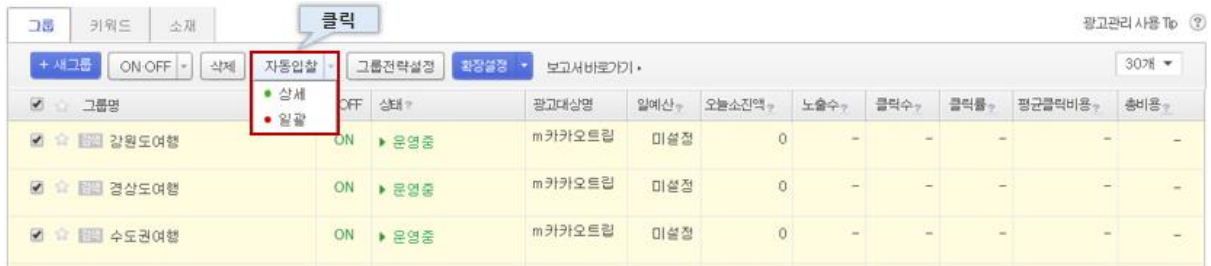 클릭
그룹 키워드 소재 광고관리 사용 Tip ?
+ 새그룹 ON·OFF 삭제 자동입찰 그룹전략설정 확장설정 보고서바로가기 30개
• 상세
• 일괄
그룹명 OFF 상태 ? 광고대상명 일예산 ? 오늘소진액 ? 노출수 ? 클릭수 ? 클릭률 ? 평균클릭비용 ? 총비용 ?
검색 강원도여행 ON 운영중 m카카오트립 미설정 0 - - - - -
검색 경상도여행 ON 운영중 m카카오트립 미설정 0 - - - - -
검색 수도권여행 ON 운영중 m카카오트립 미설정 0 - - - - -